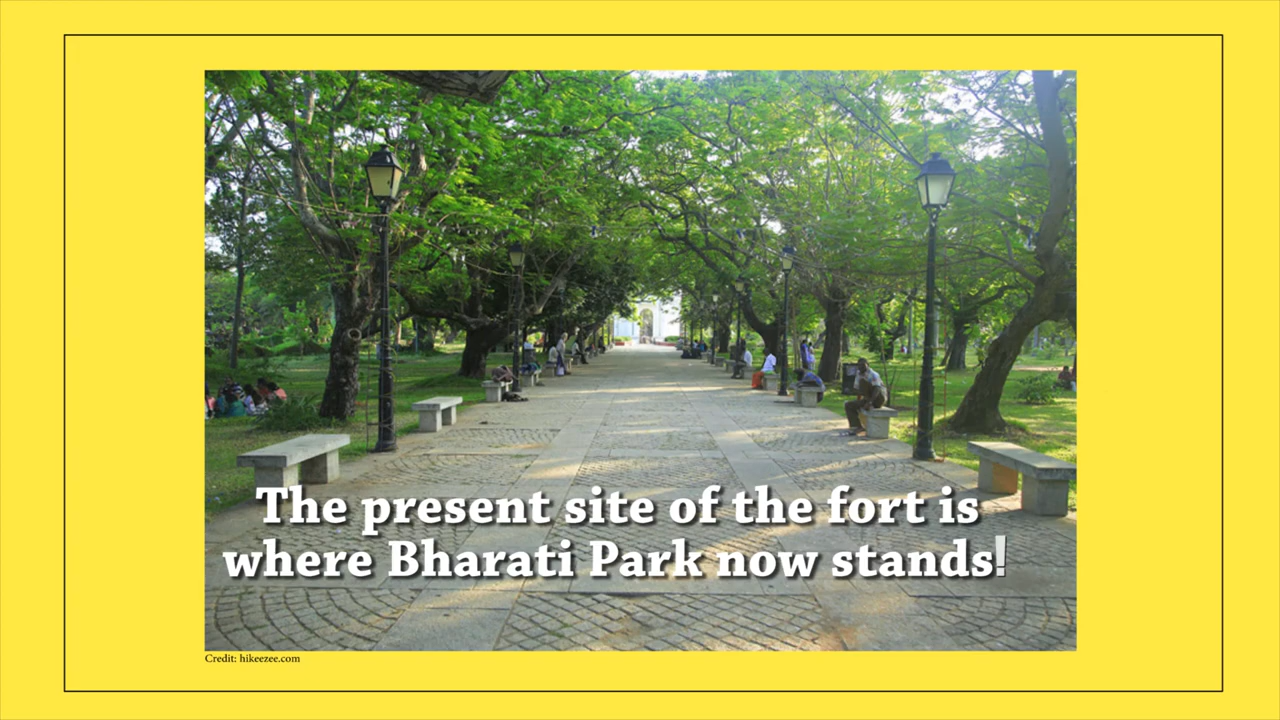 The present site of the fort is
where Bharati Park now stands!
Credit: hikeezee.com